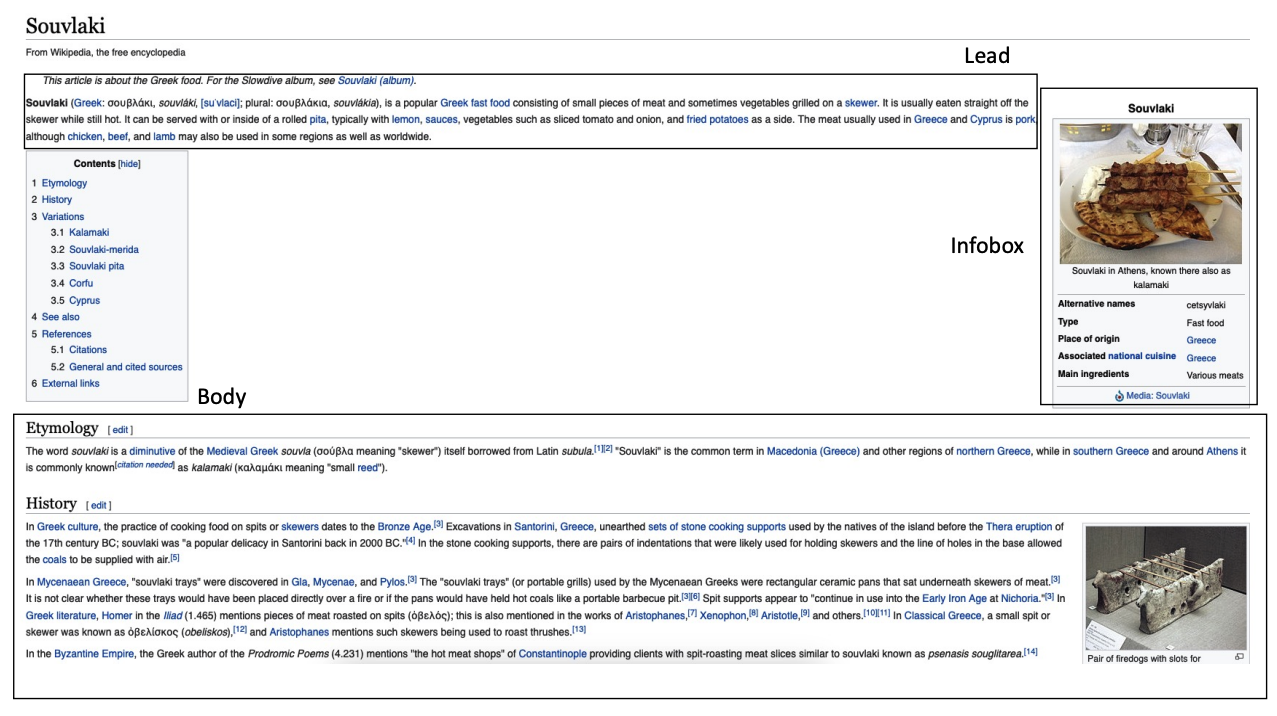 Souvlaki
From Wikipedia, the free encyclopedia
Lead
This article is about the Greek food. For the Slowdive album, see Souvlaki (album).
Souvlaki (Greek: σουβλάκι, souvláki, [suˈvlaci]; plural: σουβλάκια, souvlákia), is a popular Greek fast food consisting of small pieces of meat and sometimes vegetables grilled on a skewer. It is usually eaten straight off the
skewer while still hot. It can be served with or inside of a rolled pita, typically with lemon, sauces, vegetables such as sliced tomato and onion, and fried potatoes as a side. The meat usually used in Greece and Cyprus is pork,
although chicken, beef, and lamb may also be used in some regions as well as worldwide.
Contents [hide]
1 Etymology
2 History
3 Variations
3.1 Kalamaki
3.2 Souvlaki-merida
3.3 Souvlaki pita
3.4 Corfu
3.5 Cyprus
4 See also
5 References
5.1 Citations
5.2 General and cited sources
6 External links
Infobox
Souvlaki
Souvlaki in Athens, known there also as
kalamaki
Alternative names cetsyvlaki
Type Fast food
Place of origin Greece
Associated national cuisine Greece
Main ingredients Various meats
Media: Souvlaki
Body
Etymology [ edit ]
The word souvlaki is a diminutive of the Medieval Greek souvla (σούβλα meaning "skewer") itself borrowed from Latin subula.[1][2] "Souvlaki" is the common term in Macedonia (Greece) and other regions of northern Greece, while in southern Greece and around Athens it
is commonly known[citation needed] as kalamaki (καλαμάκι meaning "small reed").
History [ edit ]
In Greek culture, the practice of cooking food on spits or skewers dates to the Bronze Age.[3] Excavations in Santorini, Greece, unearthed sets of stone cooking supports used by the natives of the island before the Thera eruption of
the 17th century BC; souvlaki was "a popular delicacy in Santorini back in 2000 BC."[4] In the stone cooking supports, there are pairs of indentations that were likely used for holding skewers and the line of holes in the base allowed
the coals to be supplied with air.[5]
In Mycenaean Greece, "souvlaki trays" were discovered in Gla, Mycenae, and Pylos.[3] The "souvlaki trays" (or portable grills) used by the Mycenaean Greeks were rectangular ceramic pans that sat underneath skewers of meat.[3]
It is not clear whether these trays would have been placed directly over a fire or if the pans would have held hot coals like a portable barbecue pit.[3][6] Spit supports appear to "continue in use into the Early Iron Age at Nichoria."[3] In
Greek literature, Homer in the Iliad (1.465) mentions pieces of meat roasted on spits (ὀβελός); this is also mentioned in the works of Aristophanes,[7] Xenophon,[8] Aristotle,[9] and others.[10][11] In Classical Greece, a small spit or
skewer was known as ὀβελίσκος (obeliskos),[12] and Aristophanes mentions such skewers being used to roast thrushes.[13]
In the Byzantine Empire, the Greek author of the Prodromic Poems (4.231) mentions "the hot meat shops" of Constantinople providing clients with spit-roasting meat slices similar to souvlaki known as psenasis souglitarea.[14]
Pair of firedogs with slots for